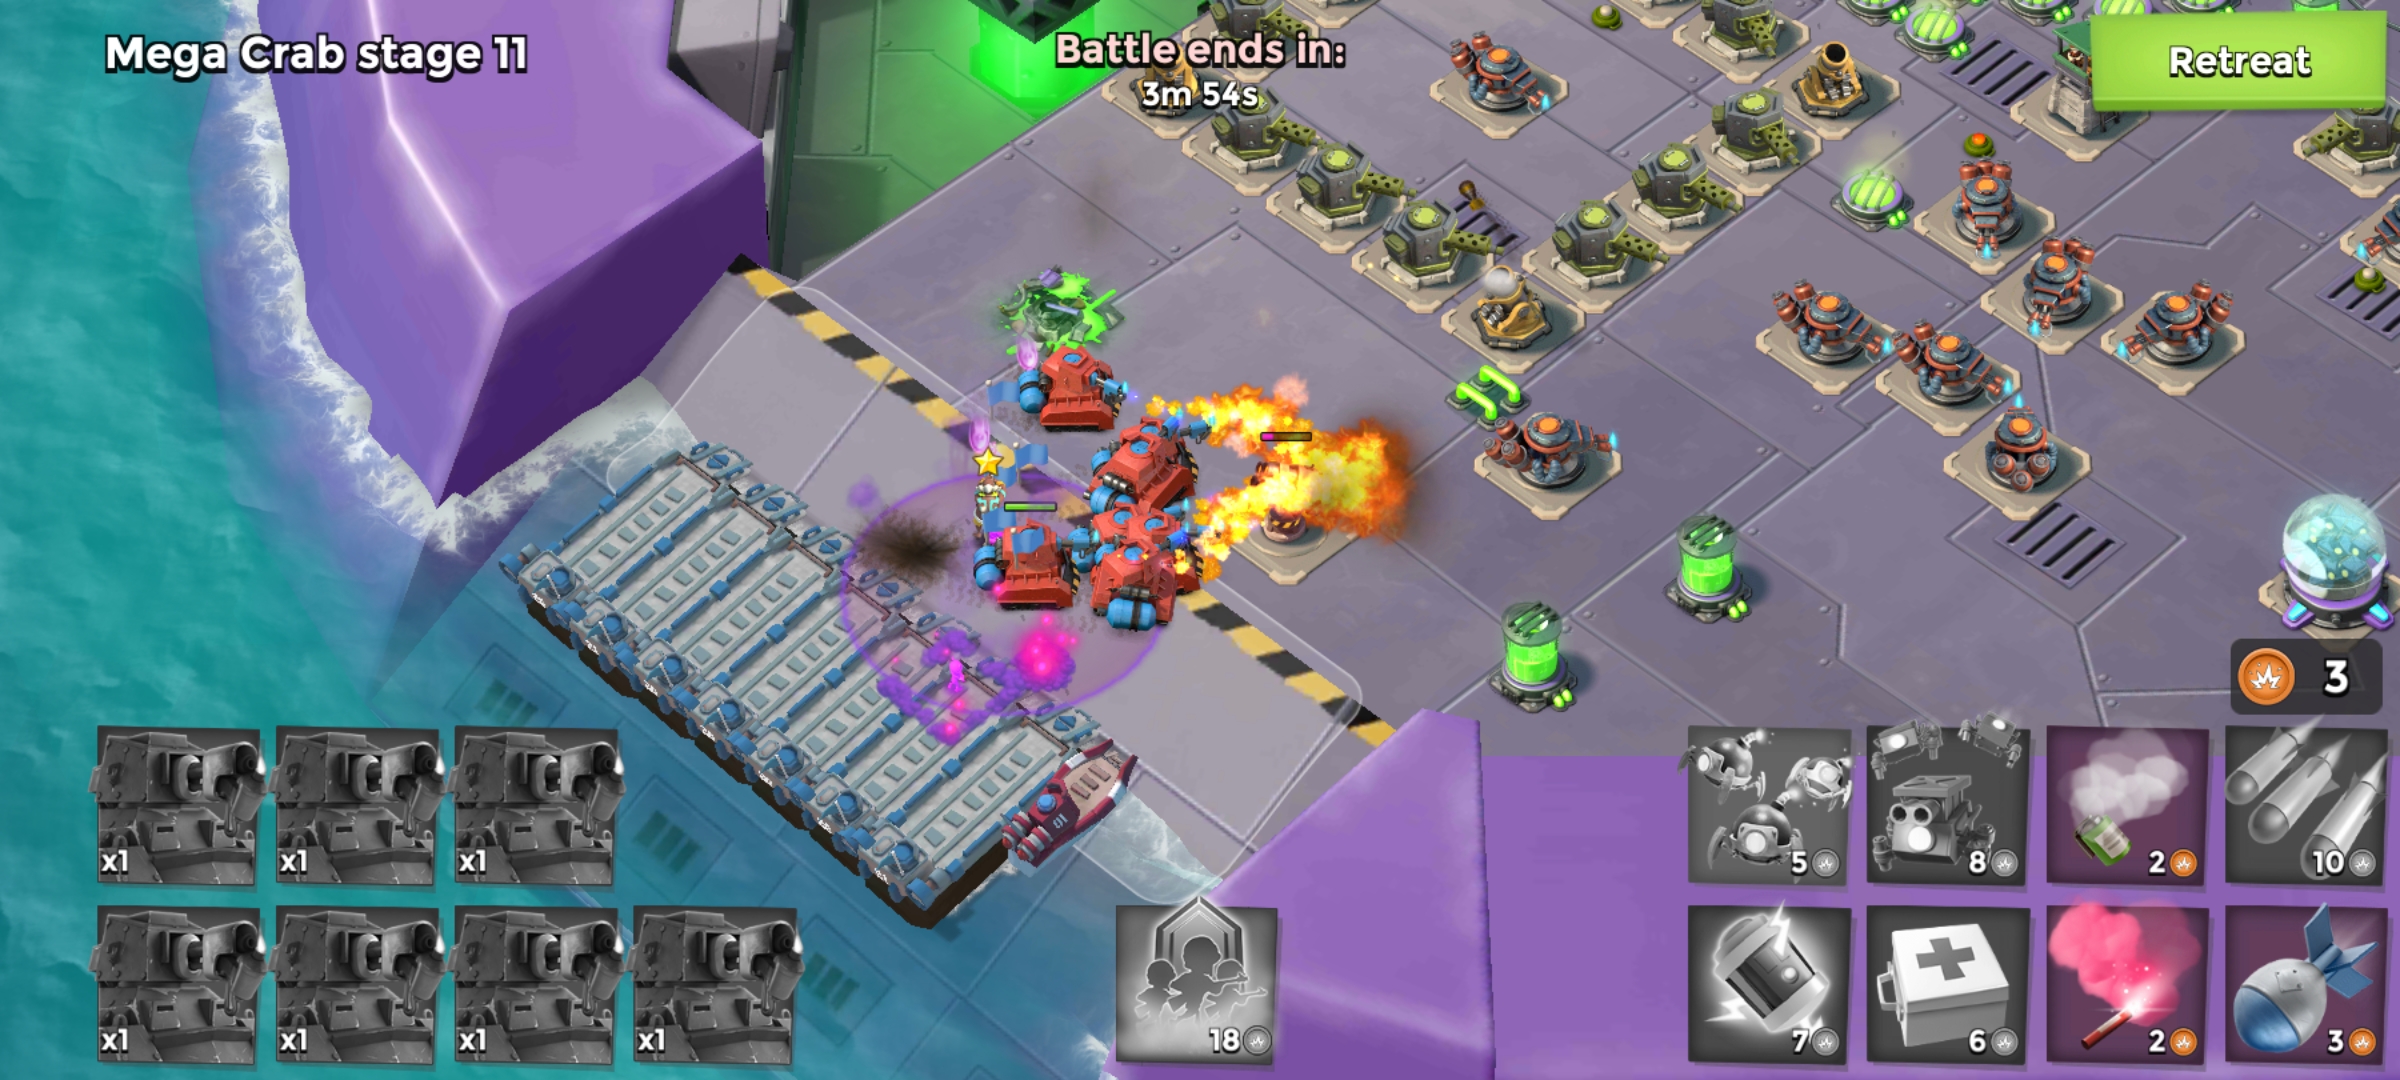 Mega Crab stage 11
Battle ends in:
3m 54s
Retreat
3
x1
x1
x1
5
8
2
10
x1
x1
x1
x1
18
7
6
2
3